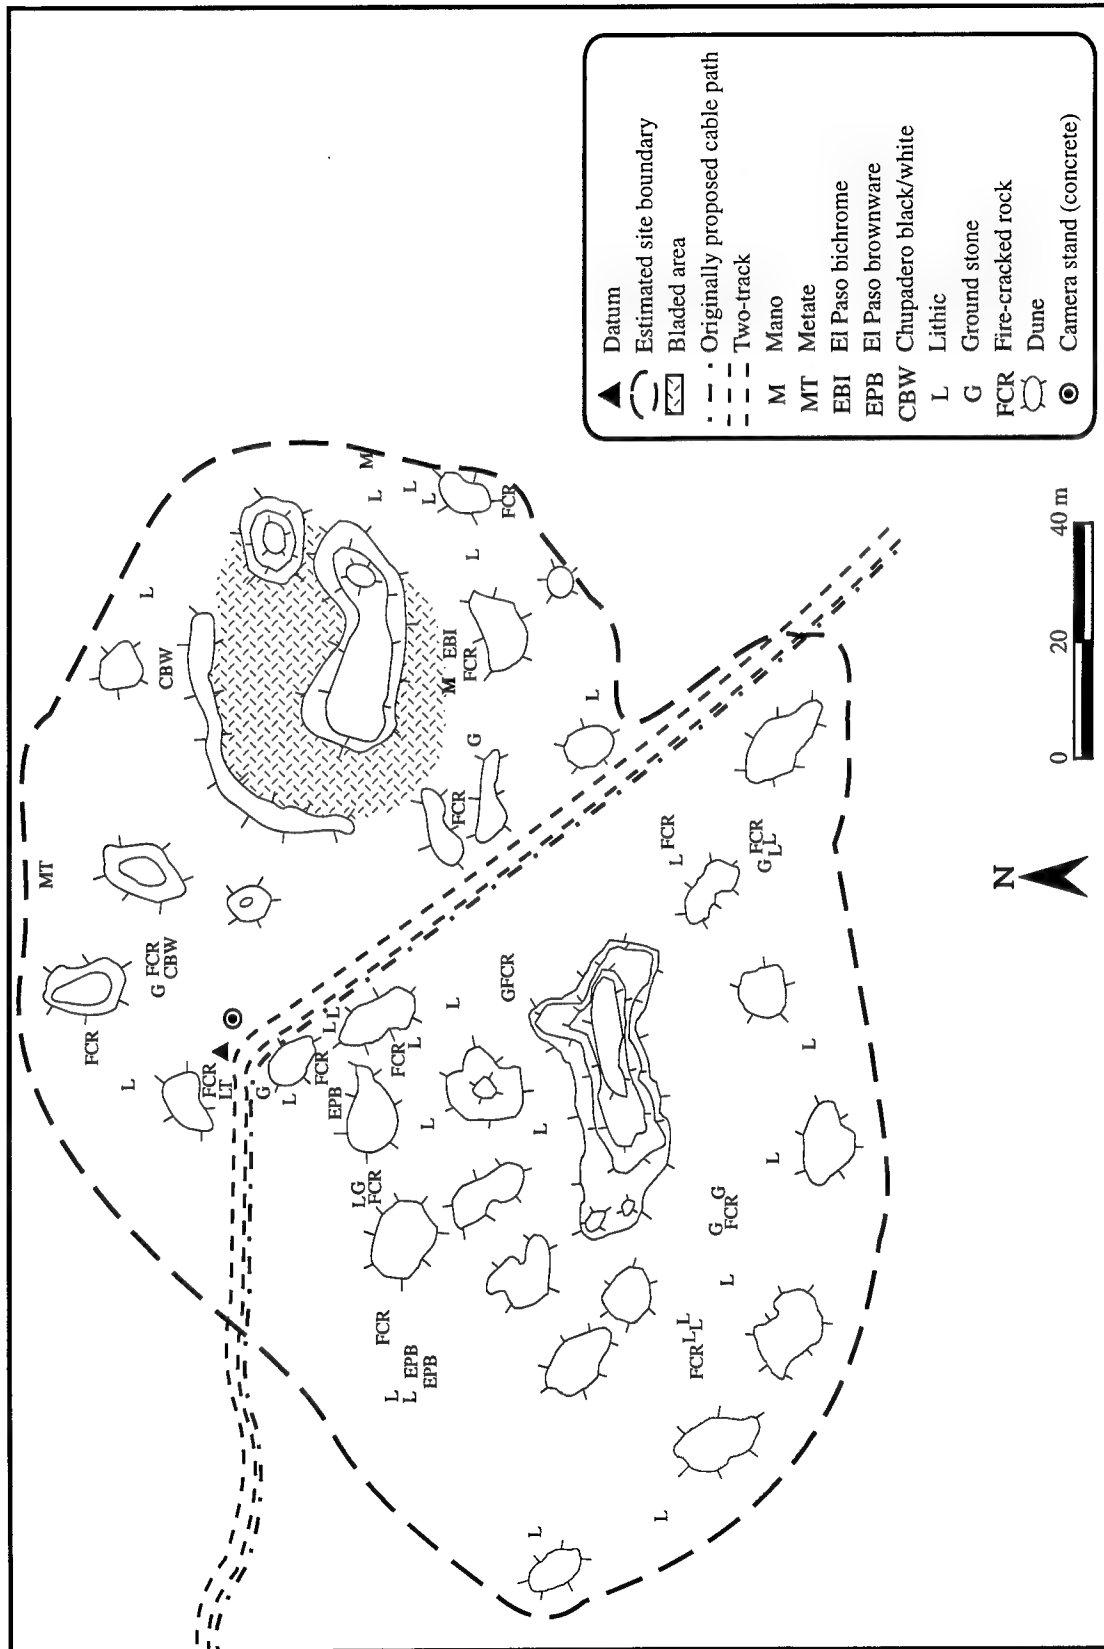 MT
FCR
L
L
G FCR
CBW
CBW
FCR
LT
G
L
FCR
L
L
EPB
LG
FCR
M
L
FCR
L
L EPB
EPB
FCR
L
L
L
L
M EBI
FCR
L
FCR
G
L
GFCR
FCR
L
L
L
L
L FCR
FCR L
L L
G G
FCR
L
G FCR
L L
L
L
N
0 20 40 m
Datum
Estimated site boundary
Bladed area
Originally proposed cable path
Two-track
M Mano
MT Metate
EBI El Paso bichrome
EPB El Paso brownware
CBW Chupadero black/white
L Lithic
G Ground stone
FCR Fire-cracked rock
Dune
Camera stand (concrete)